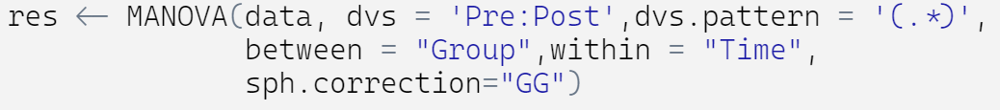 res <- MANOVA(data, dvs = 'Pre:Post',dvs.pattern = '(.*)',
between = "Group",within = "Time",
sph.correction="GG")